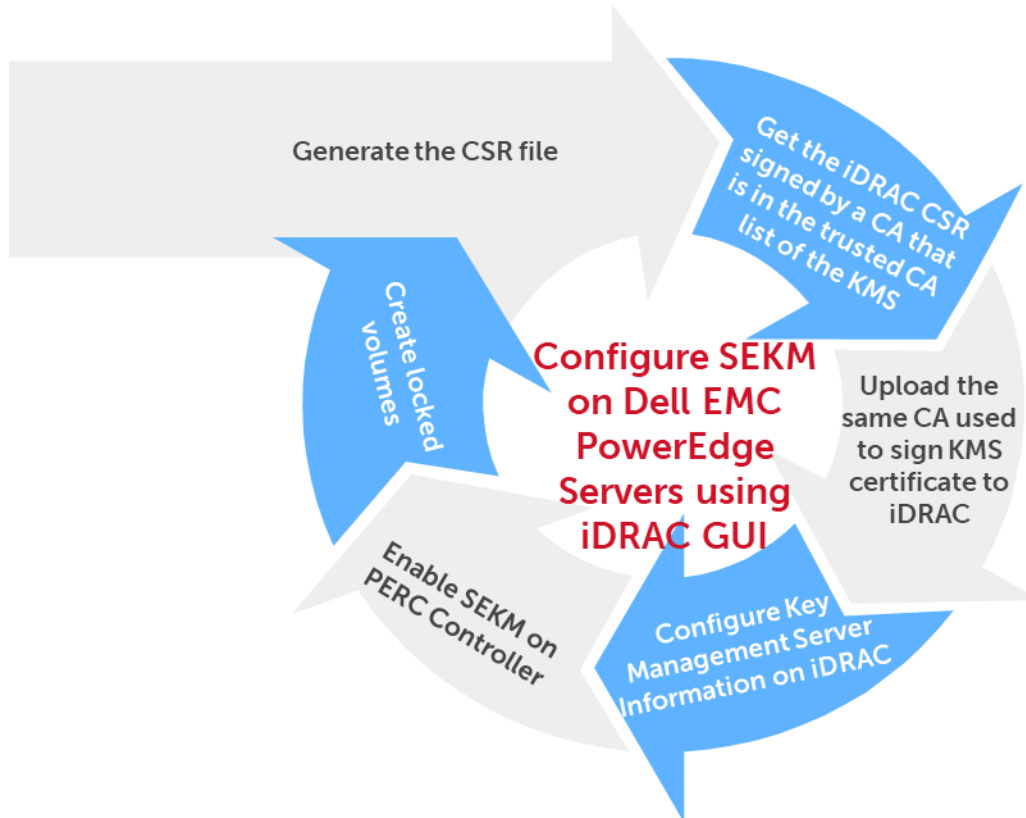 Generate the CSR file
Get the iDRAC CSR
signed by a CA that
is in the trusted CA
list of the KMS
Upload the
same CA used
to sign KMS
certificate to
iDRAC
Configure Key
Management Server
Information on iDRAC
Enable SEKM on
PERC Controller
Create locked
volumes
Configure SEKM
on Dell EMC
PowerEdge
Servers using
iDRAC GUI